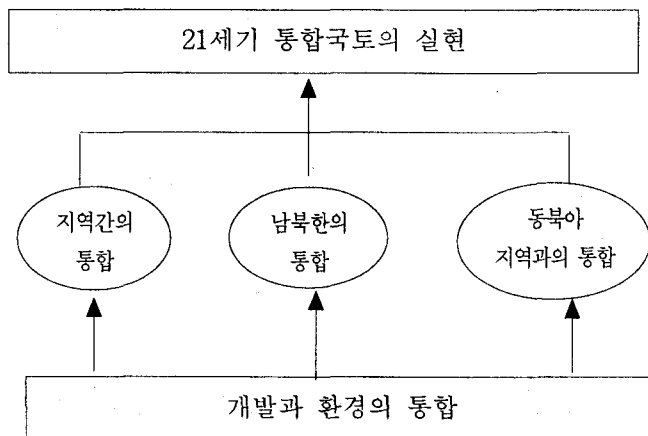 21세기 통합국토의 실현
지역간의
통합
남북한의
통합
동북아
지역과의 통합
개발과 환경의 통합